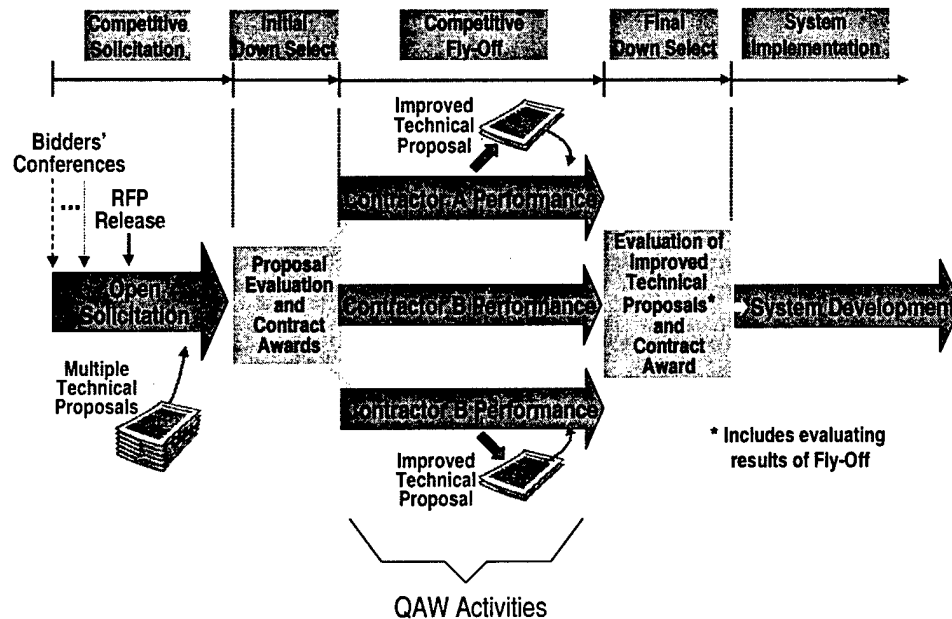 Competitive
Solicitation
Initial
Down Select
Competitive
Fly-Off
Final
Down Select
System
Implementation
Improved
Technical
Proposal
Bidders'
Conferences
...
RFP
Release
Contractor A Performance
Open
Solicitation
Proposal
Evaluation
and
Contract
Awards
Contractor B Performance
Evaluation of
Improved
Technical
Proposals*
and
Contract
Award
System Development
Multiple
Technical
Proposals
Contractor B Performance
Improved
Technical
Proposal
* Includes evaluating
results of Fly-Off
QAW Activities